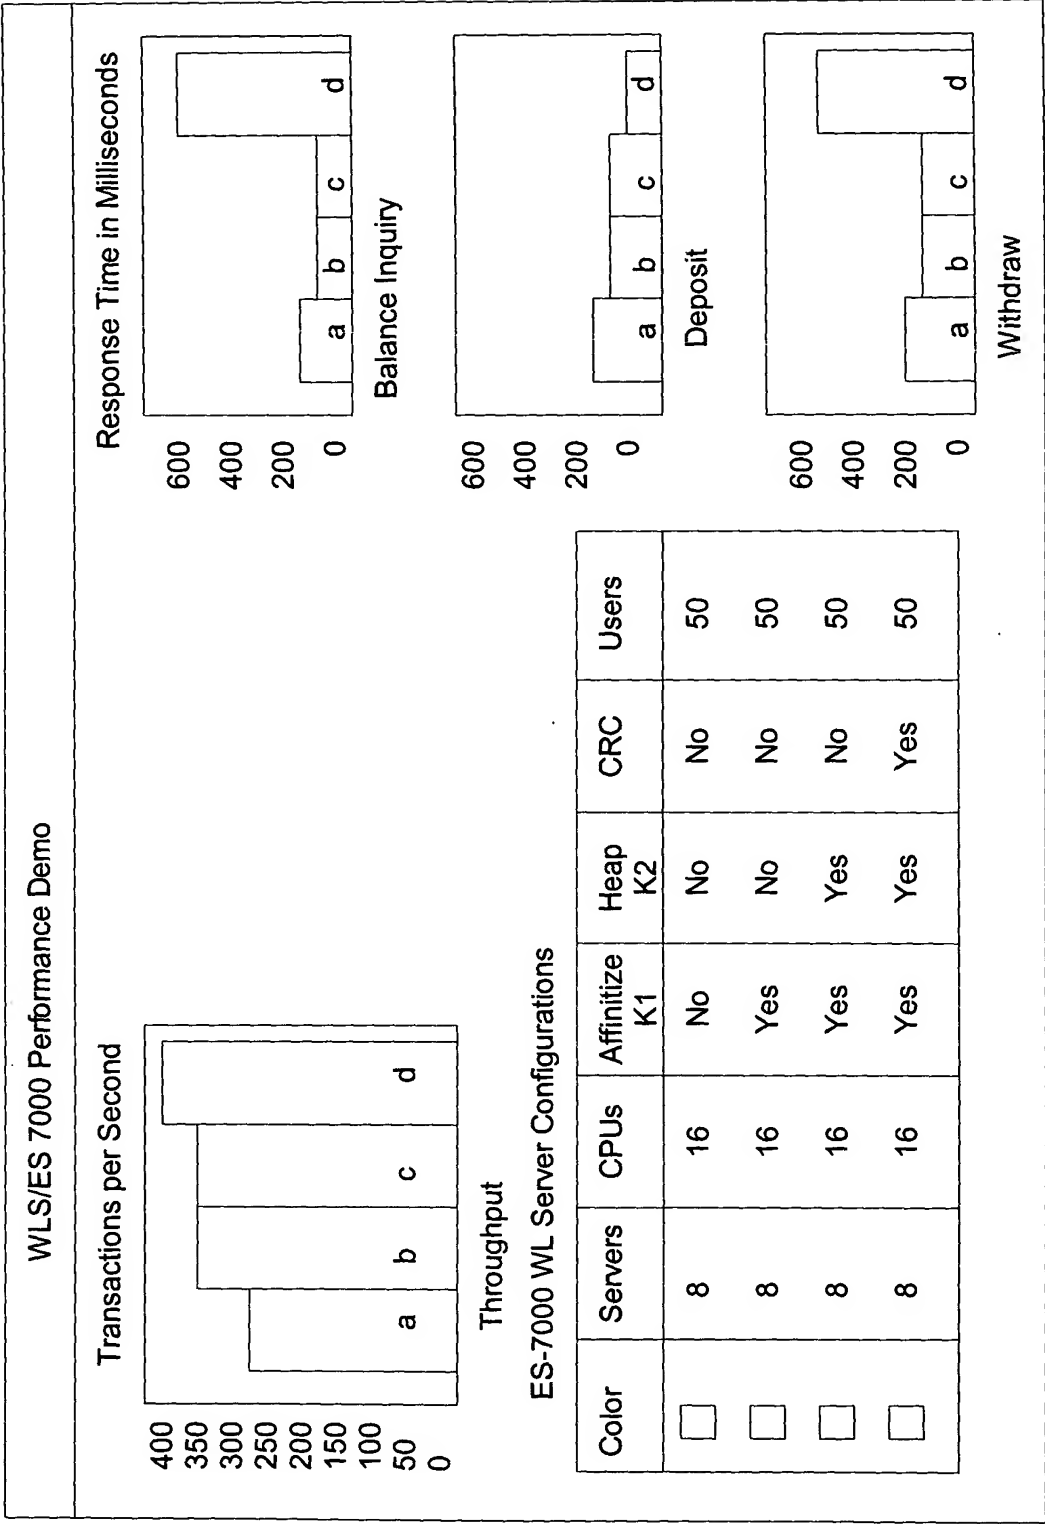 WLS/ES 7000 Performance Demo
Transactions per Second
400
350
300
250
200
150
100
50
0
a b c d
Throughput
Response Time in Milliseconds
600
400
200
0
a b c d
Balance Inquiry
600
400
200
0
a b c d
Deposit
600
400
200
0
a b c d
Withdraw
ES-7000 WL Server Configurations
Color Servers CPUs Affinitize K1 Heap K2 CRC Users
8 16 No No No 50
8 16 Yes No No 50
8 16 Yes Yes No 50
8 16 Yes Yes Yes 50